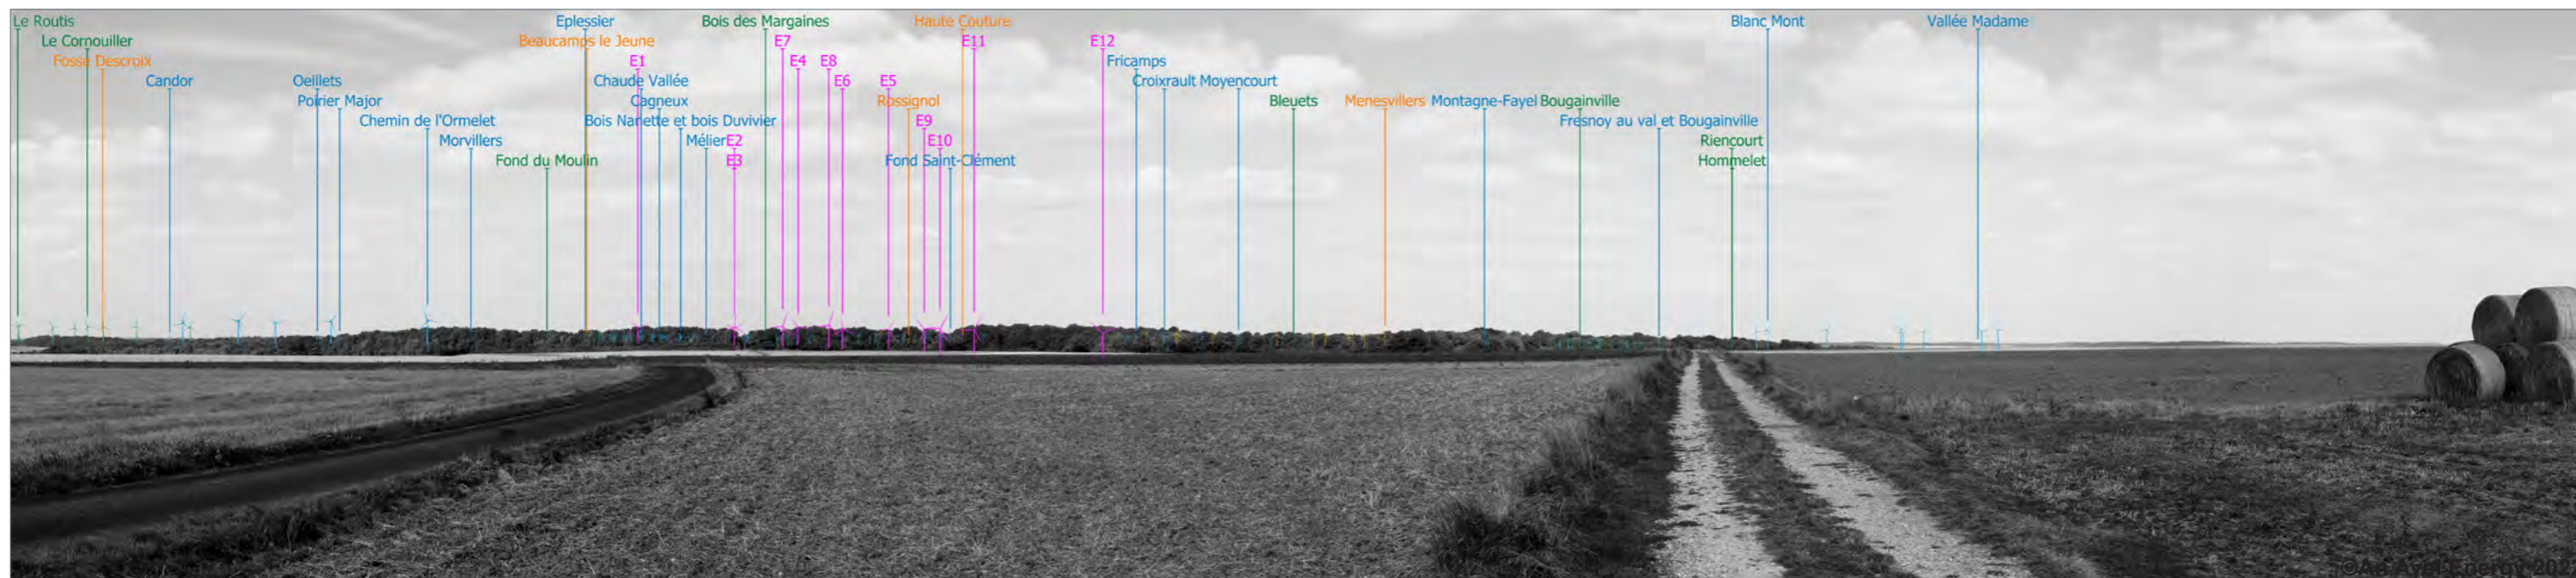 Le Routis
Eplessier
Bois des Margaines
Haute Couture
Blanc Mont
Vallée Madame
Le Cornouiller
Beaucamps le Jeune
E7
E11
E12
Fosse Descroix
E1
E4
E8
Fricamps
Candor
Oeillets
Chaude Vallée
E6
E5
Croixrault
Moyencourt
Poirier Major
Cagneux
Rossignol
Bleuets
Menesvillers
Montagne-Fayel
Bougainville
Chemin de l'Ormelet
Bois Nanette et bois Duvivier
E9
Fresnoy au val et Bougainville
Morvillers
Mélier
E2
E10
Riencourt
Fond du Moulin
E3
Fond Saint-Clément
Hommelet